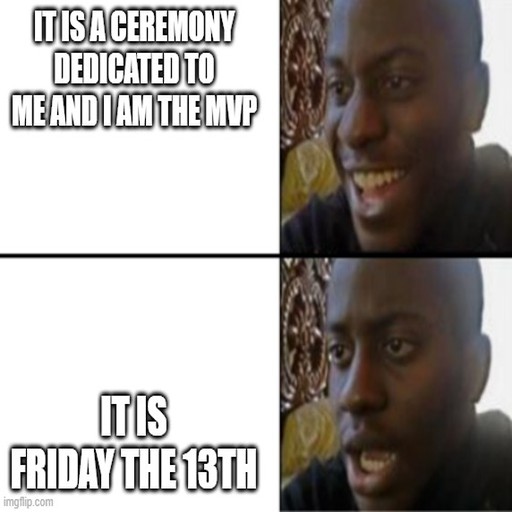 IT IS A CEREMONY
DEDICATED TO
ME AND I AM THE MVP
IT IS
FRIDAY THE 13TH
imgflip.com